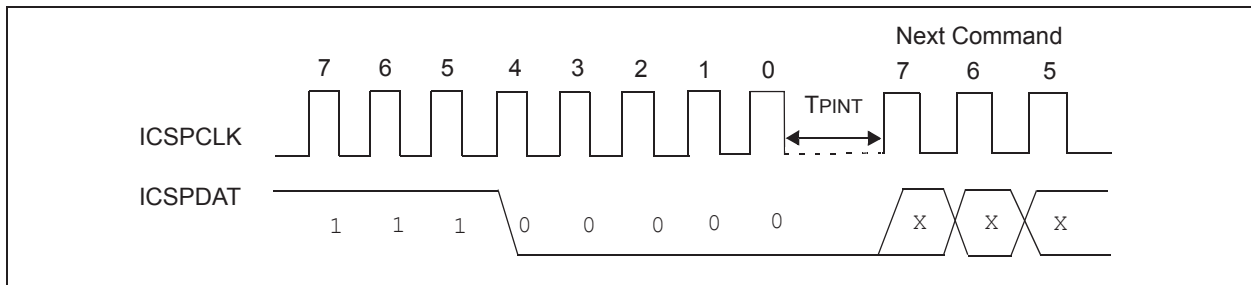 Next Command
7 6 5 4 3 2 1 0 7 6 5
TPINT
ICSPCLK
ICSPDAT
1 1 1 0 0 0 0 0 X X X